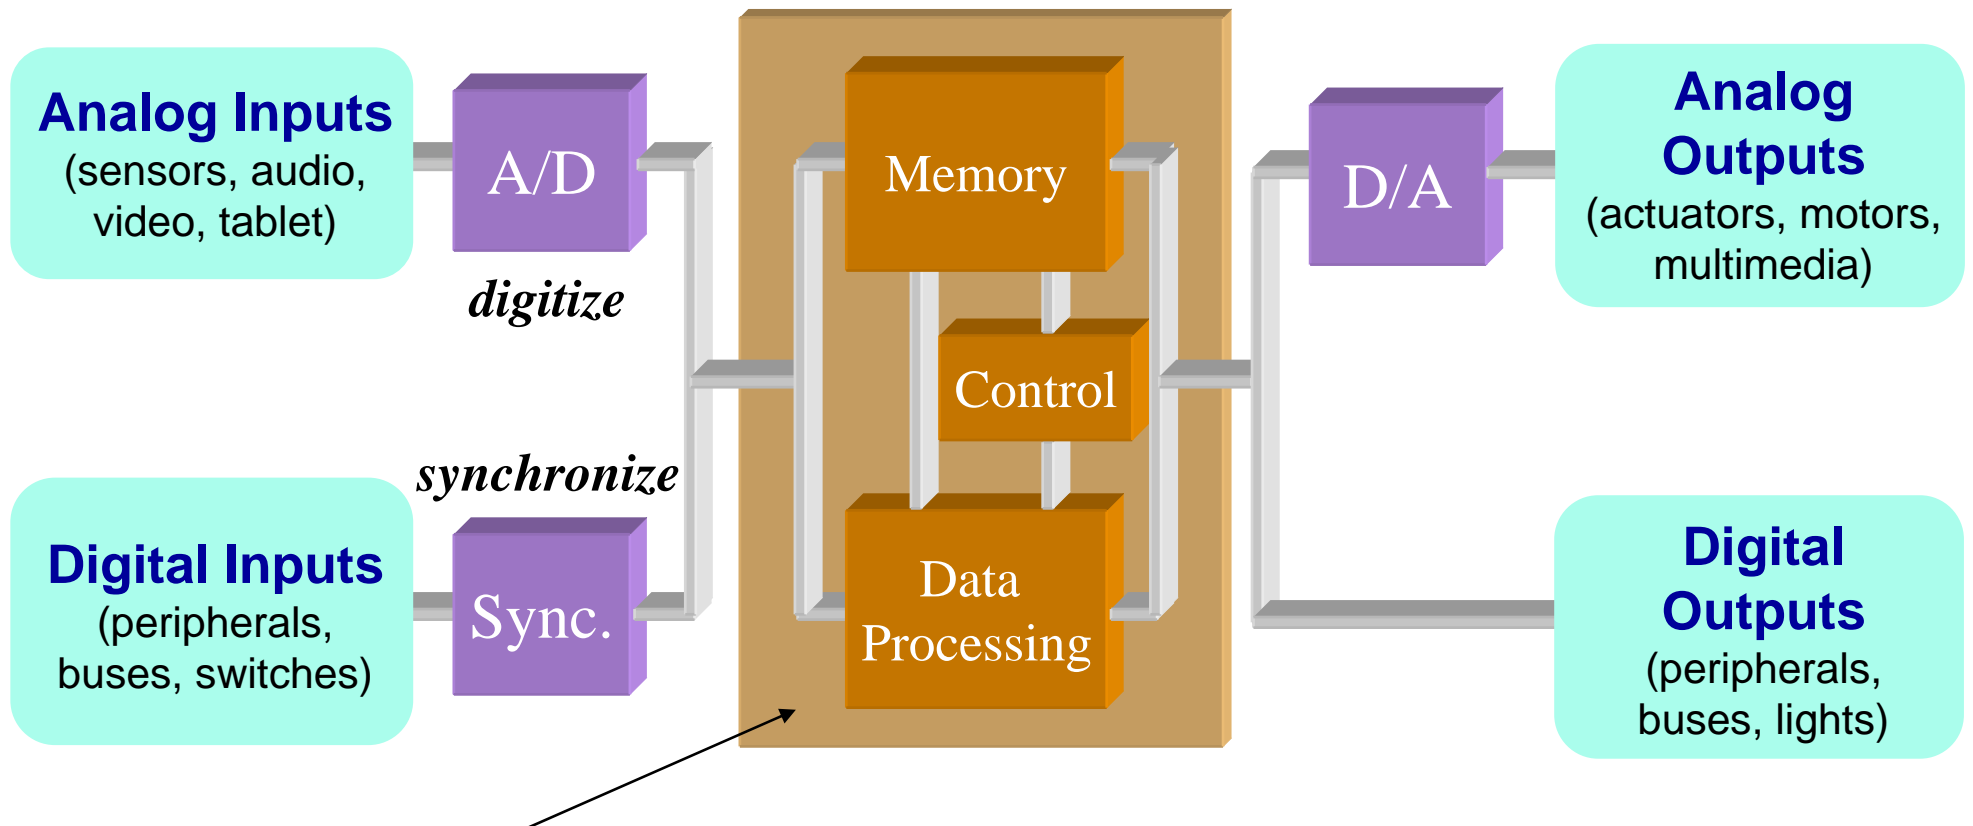 Analog Inputs
(sensors, audio,
video, tablet)
A/D
digitize
synchronize
Digital Inputs
(peripherals,
buses, switches)
Sync.
Memory
Control
Data
Processing
D/A
Analog
Outputs
(actuators, motors,
multimedia)
Digital
Outputs
(peripherals,
buses, lights)